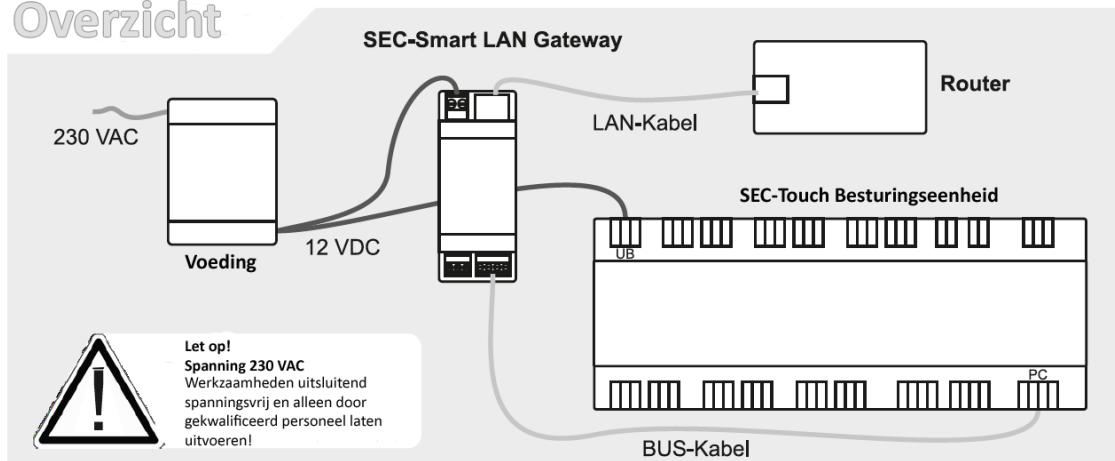 Overzicht
SEC-Smart LAN Gateway
Router
230 VAC
LAN-Kabel
SEC-Touch Besturingseenheid
12 VDC
UB
Voeding
Let op!
Spanning 230 VAC
Werkzaamheden uitsluitend
spanningsvrij en alleen door
gekwalificeerd personeel laten
uitvoeren!
PC
BUS-Kabel